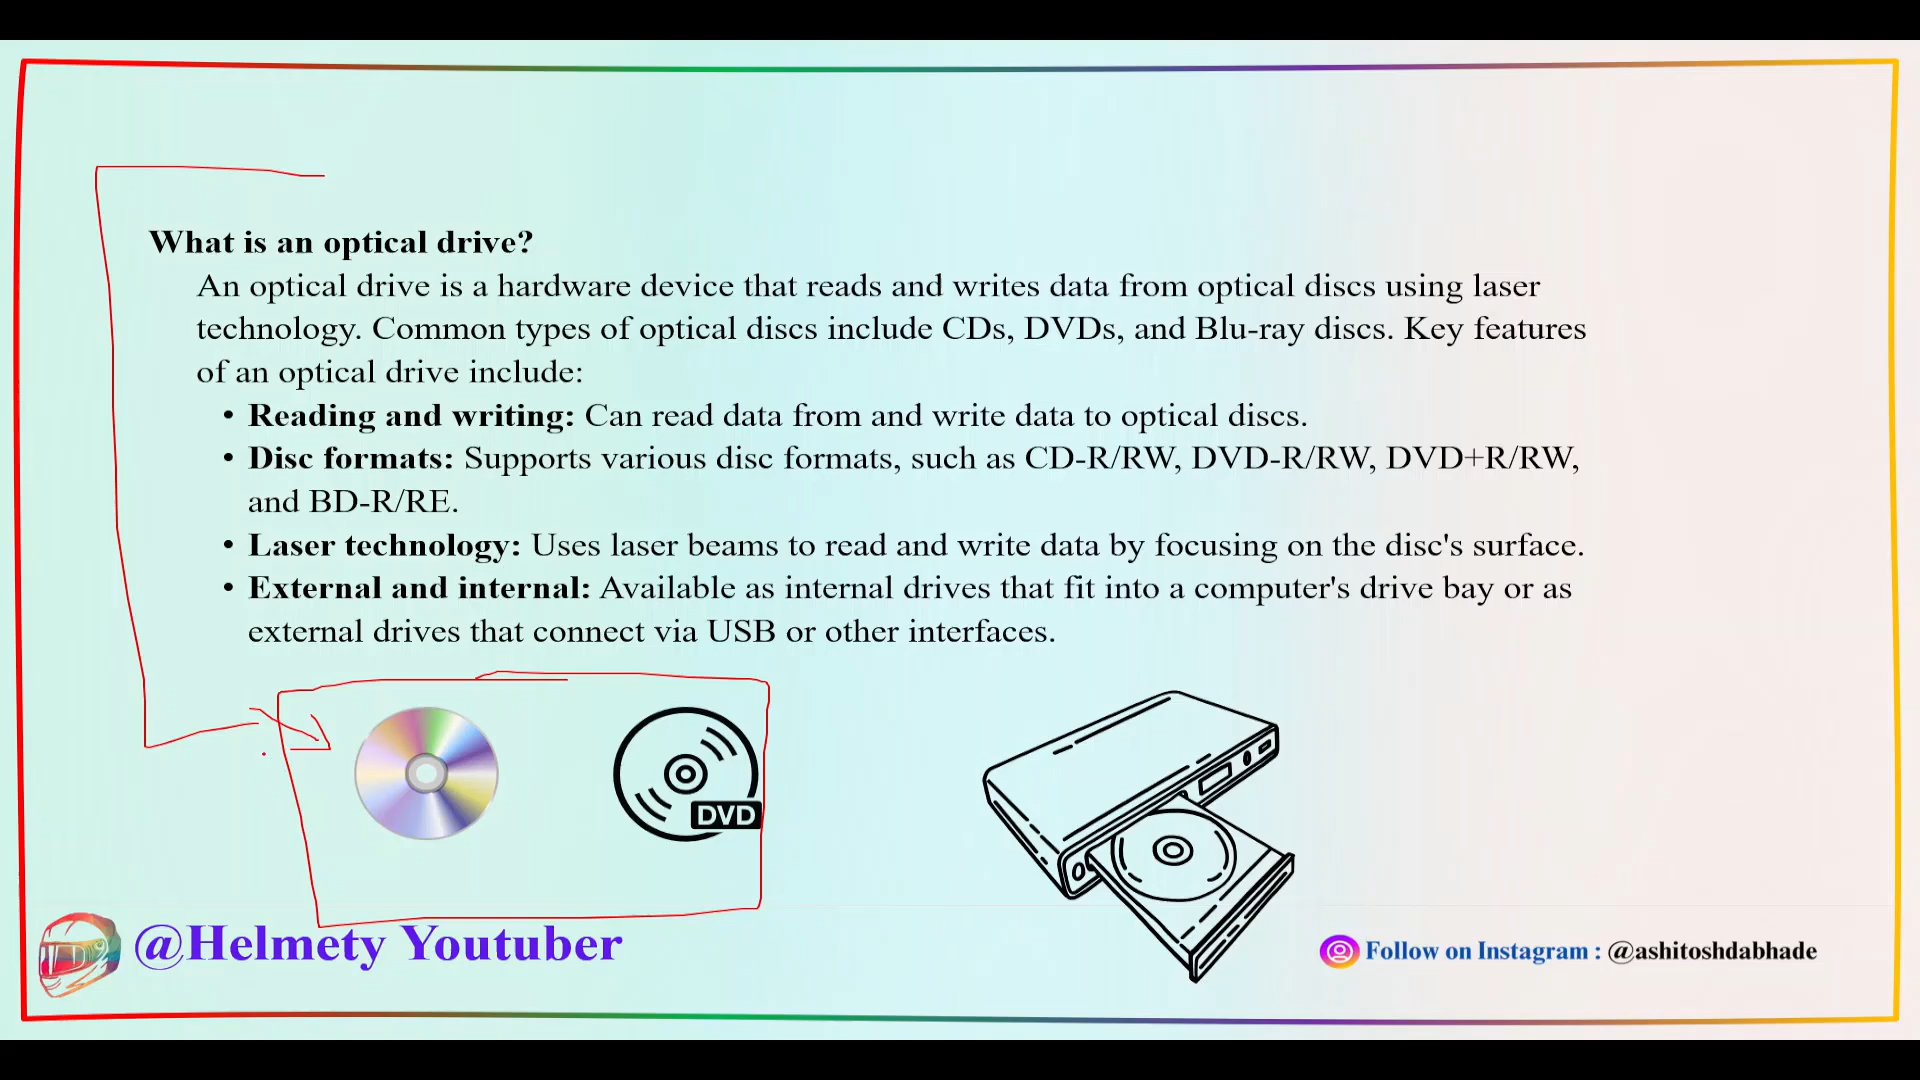 What is an optical drive?
An optical drive is a hardware device that reads and writes data from optical discs using laser
technology. Common types of optical discs include CDs, DVDs, and Blu-ray discs. Key features
of an optical drive include:
• Reading and writing: Can read data from and write data to optical discs.
• Disc formats: Supports various disc formats, such as CD-R/RW, DVD-R/RW, DVD+R/RW,
and BD-R/RE.
• Laser technology: Uses laser beams to read and write data by focusing on the disc's surface.
• External and internal: Available as internal drives that fit into a computer's drive bay or as
external drives that connect via USB or other interfaces.
DVD
@Helmety Youtuber
Follow on Instagram : @ashitoshdabhade